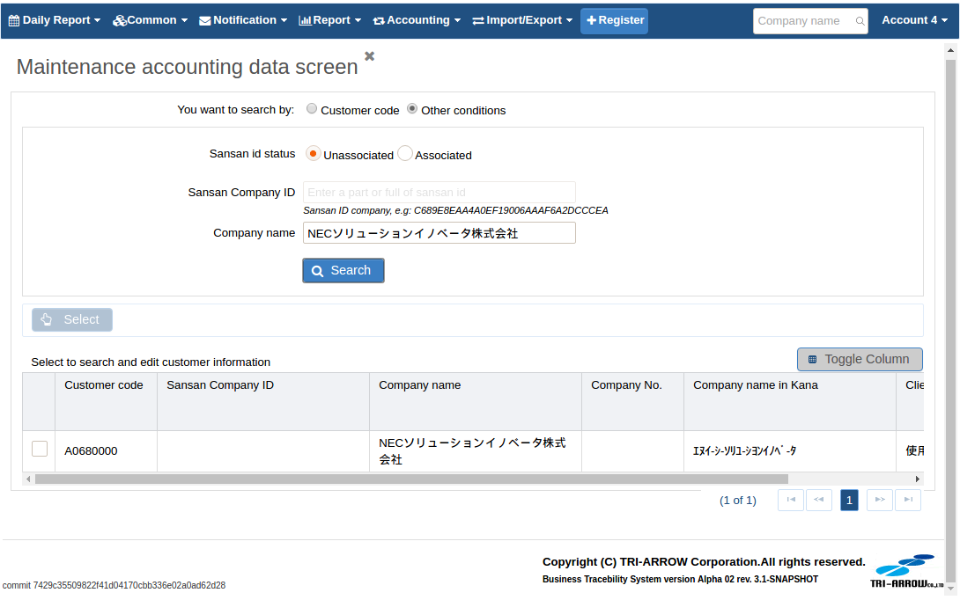 Daily Report Common Notification Report Accounting Import/Export Register Company name Account 4
Maintenance accounting data screen
You want to search by: Customer code Other conditions
Sansan id status Unassociated Associated
Sansan Company ID Enter a part or full of sansan id
Sansan ID company, e.g: C689E8EAA4A0EF19006AAAF6A2DCCCEA
Company name NECソリューションイノベータ株式会社
Search
Select
Select to search and edit customer information Toggle Column
Customer code Sansan Company ID Company name Company No. Company name in Kana Clie
A0680000 NECソリューションイノベータ株式 ｴﾇｲ-ｼ-ｿﾘﾕ-ｼﾖﾝｲﾉﾍﾞ-ﾀ 使用
会社
(1 of 1) 1
Copyright (C) TRI-ARROW Corporation.All rights reserved.
Business Tracebility System version Alpha 02 rev. 3.1-SNAPSHOT
TRI-ARROW Co.,LTD
commit 7429c35509822f41d04170cbb336e02a0ad62d28